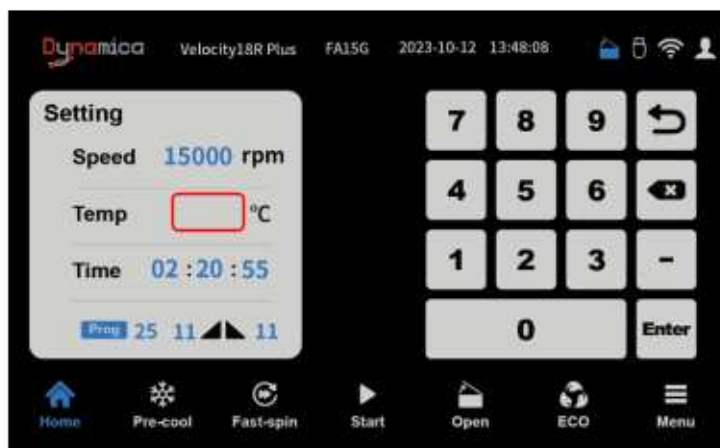 Dynamica Velocity18R Plus FA15G 2023-10-12 13:48:08
Setting
Speed 15000 rpm
Temp °C
Time 02 : 20 : 55
Prog 25 11 11
7 8 9
4 5 6
1 2 3 -
0 Enter
Home Pre-cool Fast-spin Start Open ECO Menu